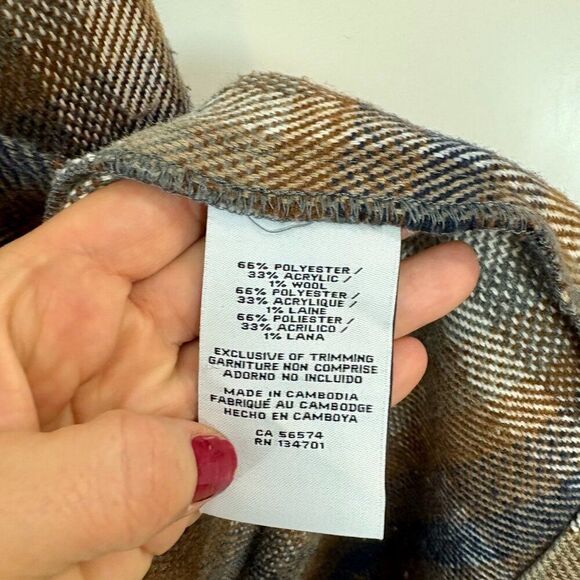 66% POLYESTER /
33% ACRYLIC /
1% WOOL
66% POLYESTER /
33% ACRYLIQUE /
1% LAINE
66% POLIESTER /
33% ACRILICO /
1% LANA
EXCLUSIVE OF TRIMMING
GARNITURE NON COMPRISE
ADORNO NO INCLUIDO
MADE IN CAMBODIA
FABRIQUÉ AU CAMBODGE
HECHO EN CAMBOYA
CA 56574
RN 134701